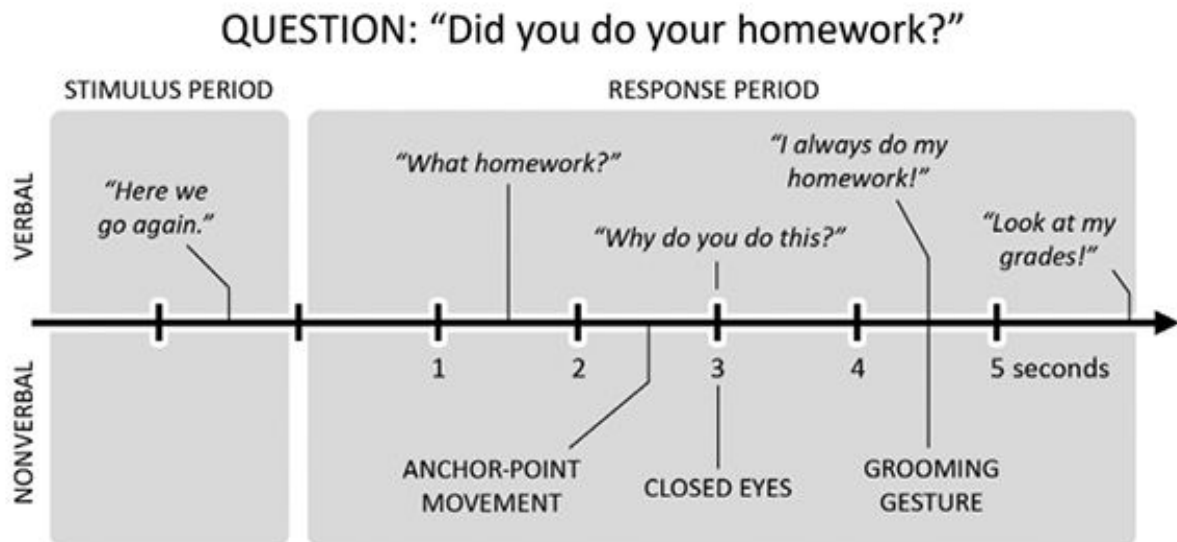 QUESTION: “Did you do your homework?”
STIMULUS PERIOD
RESPONSE PERIOD
VERBAL
“Here we
go again.”
“What homework?”
“Why do you do this?”
“I always do my
homework!”
“Look at my
grades!”
1
2
3
4
5 seconds
NONVERBAL
ANCHOR-POINT
MOVEMENT
CLOSED EYES
GROOMING
GESTURE